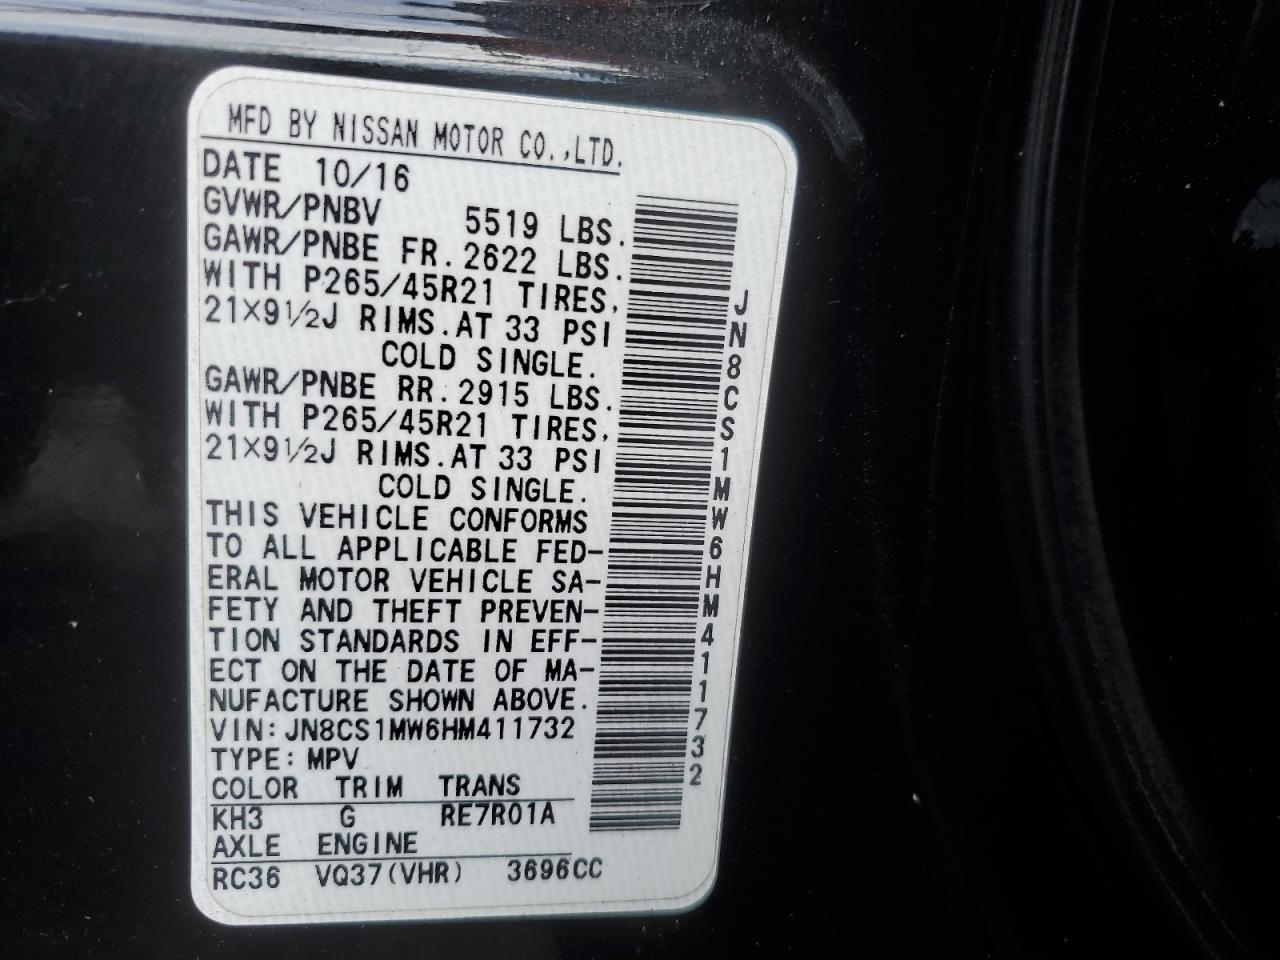 MFD BY NISSAN MOTOR CO.,LTD.
DATE 10/16
GVWR/PNBV 5519 LBS.
GAWR/PNBE FR.2622 LBS.
WITH P265/45R21 TIRES,
21×9½J RIMS.AT 33 PSI
COLD SINGLE.
GAWR/PNBE RR.2915 LBS.
WITH P265/45R21 TIRES,
21×9½J RIMS.AT 33 PSI
COLD SINGLE.
THIS VEHICLE CONFORMS
TO ALL APPLICABLE FED-
ERAL MOTOR VEHICLE SA-
FETY AND THEFT PREVEN-
TION STANDARDS IN EFF-
ECT ON THE DATE OF MA-
NUFACTURE SHOWN ABOVE.
VIN:JN8CS1MW6HM411732
TYPE:MPV
COLOR TRIM TRANS
KH3 G RE7R01A
AXLE ENGINE
RC36 VQ37(VHR) 3696CC
JN8CS1MW6HM411732